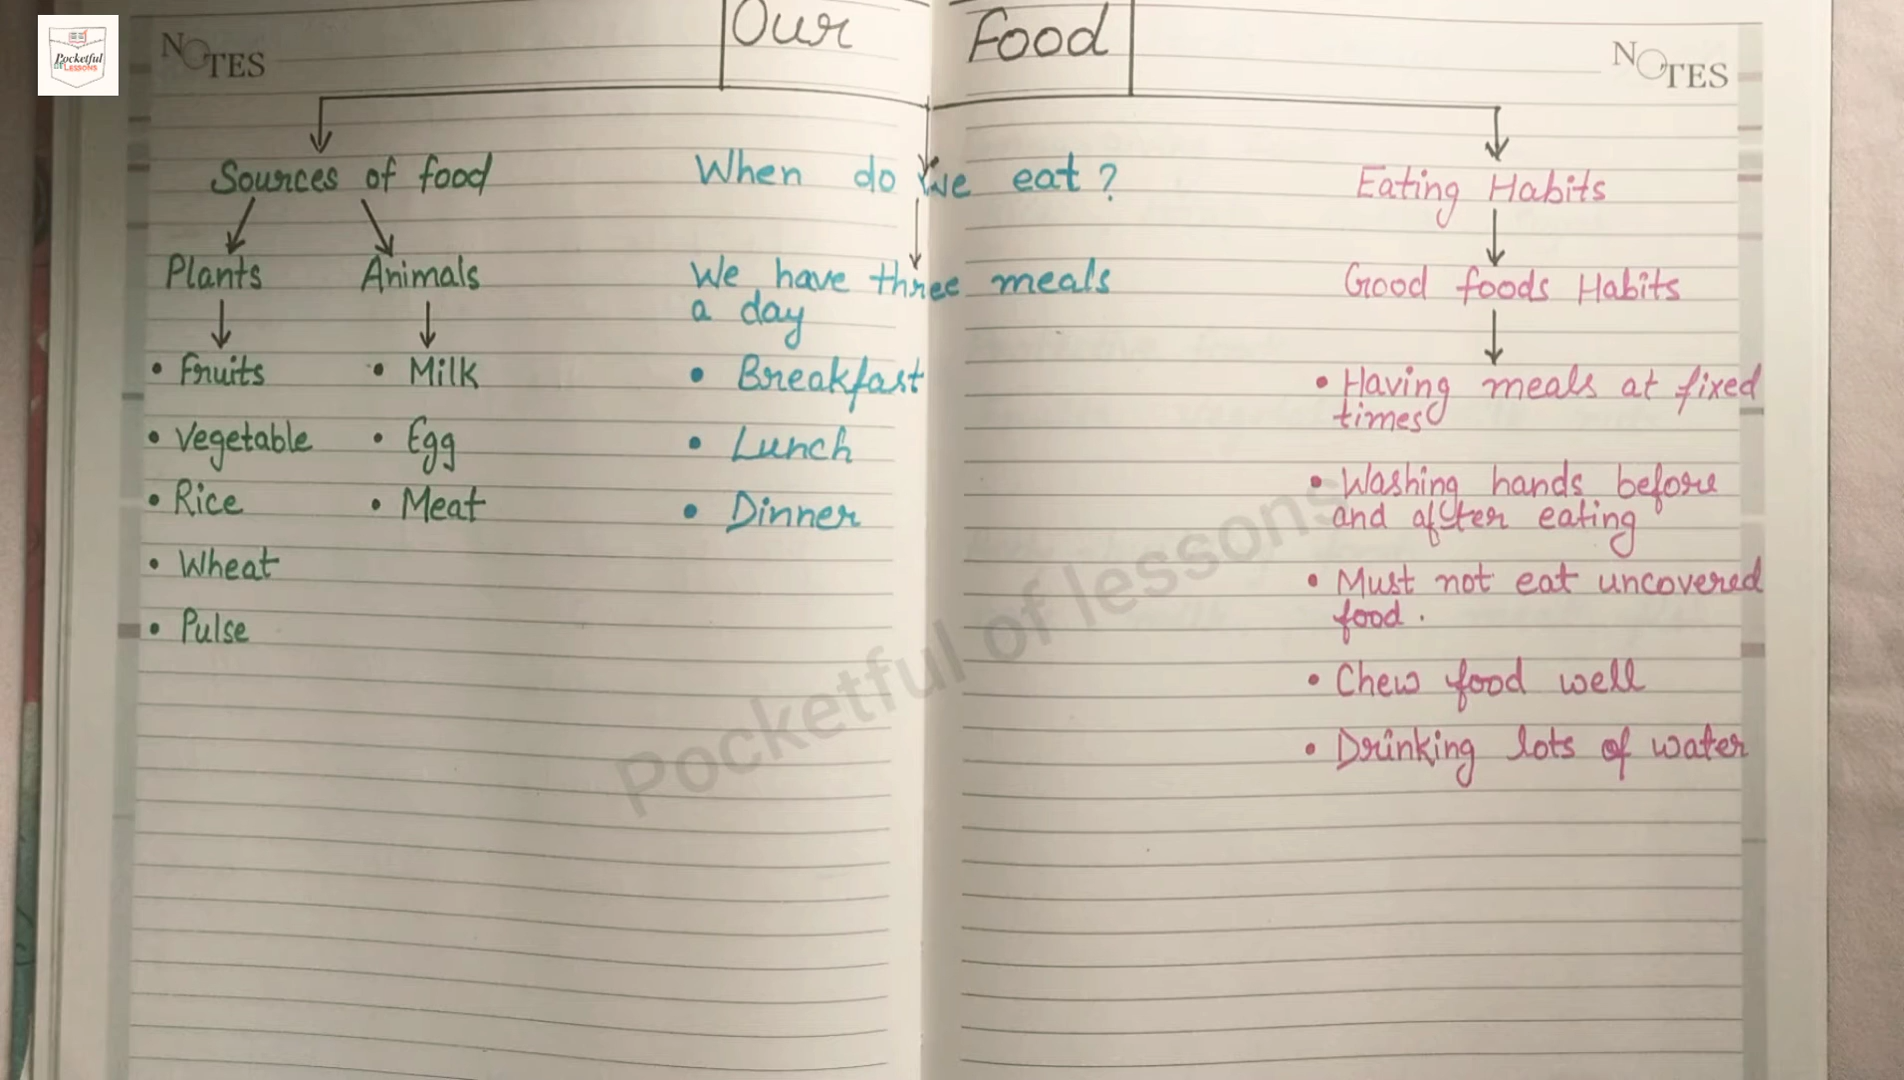 Pocketful
OF LESSONS
NOTES
Our Food
NOTES
Sources of food
Plants
• Fruits
• Vegetable
• Rice
• Wheat
• Pulse
Animals
• Milk
• Egg
• Meat
When do we eat?
We have three meals
a day
• Breakfast
• Lunch
• Dinner
Eating Habits
Good foods Habits
• Having meals at fixed
times
• Washing hands before
and after eating
• Must not eat uncovered
food.
• Chew food well
• Drinking lots of water
Pocketful of lessons